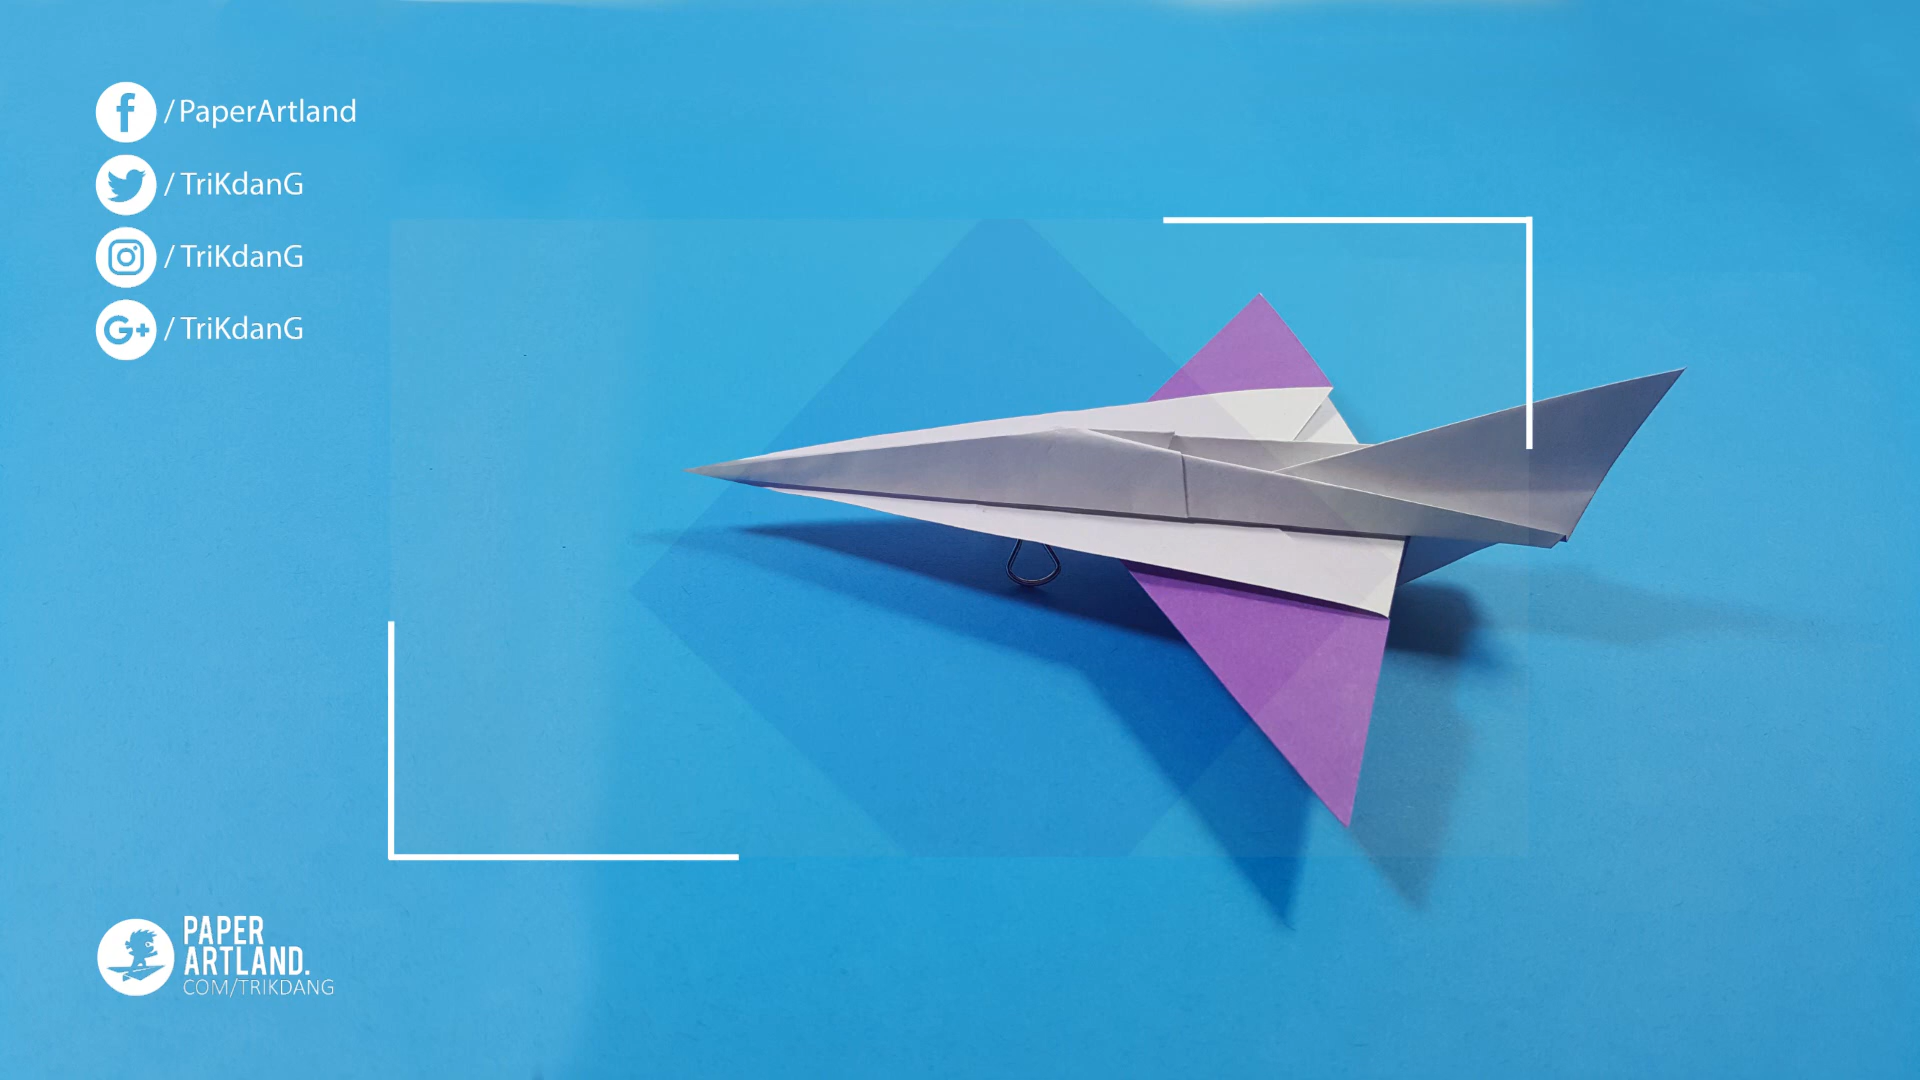 /PaperArtland
/ TriKdanG
/ TriKdanG
G+ / TriKdanG
PAPER
ARTLAND.
COM/TRIKDANG